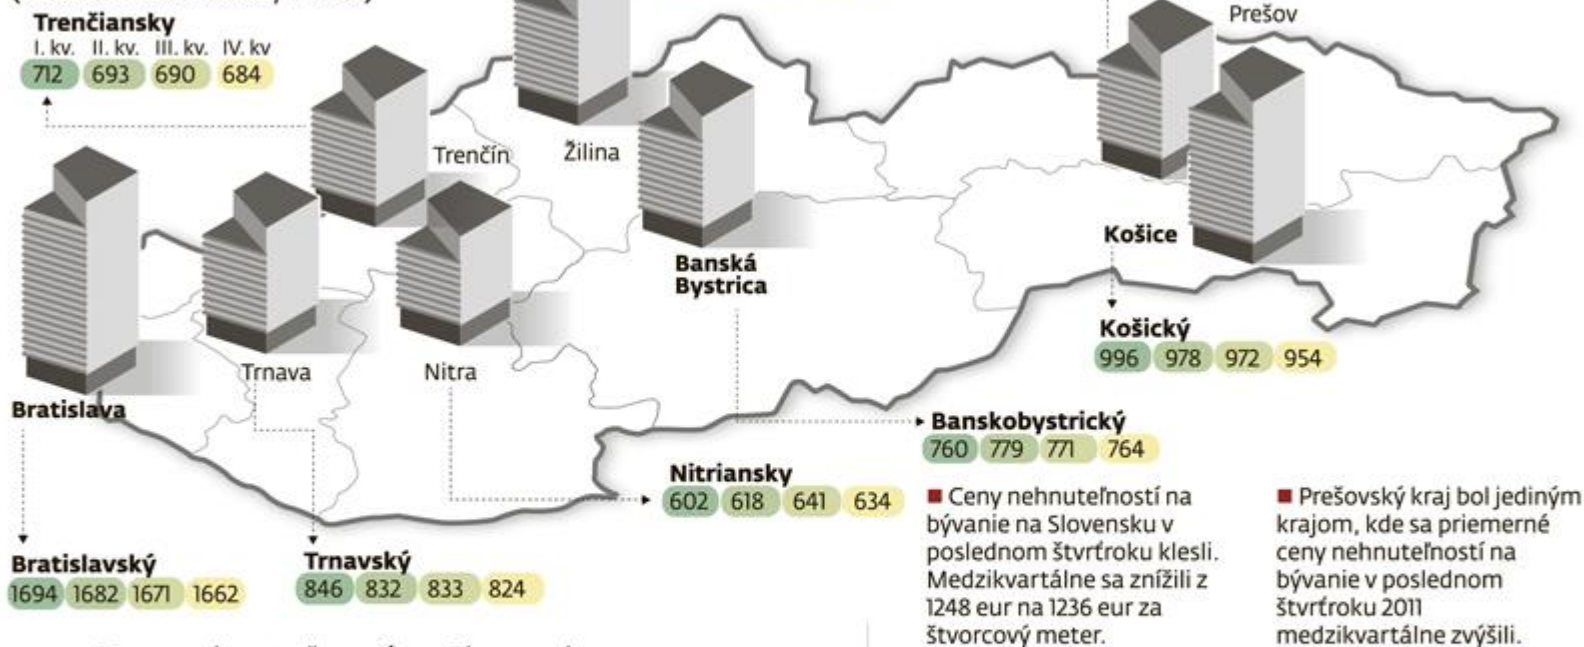 Trenčiansky
I. kv. II. kv. III. kv. IV. kv
712 693 690 684
Prešov
Trenčín
Žilina
Košice
Banská
Bystrica
Košický
996 978 972 954
Trnava
Nitra
Bratislava
Banskobystrický
760 779 771 764
Nitriansky
602 618 641 634
Bratislavský
1694 1682 1671 1662
Trnavský
846 832 833 824
■ Ceny nehnuteľností na
bývanie na Slovensku v
poslednom štvrťroku klesli.
Medzikvartálne sa znížili z
1248 eur na 1236 eur za
štvorcový meter.
■ Prešovský kraj bol jediným
krajom, kde sa priemerné
ceny nehnuteľností na
bývanie v poslednom
štvrťroku 2011
medzikvartálne zvýšili.